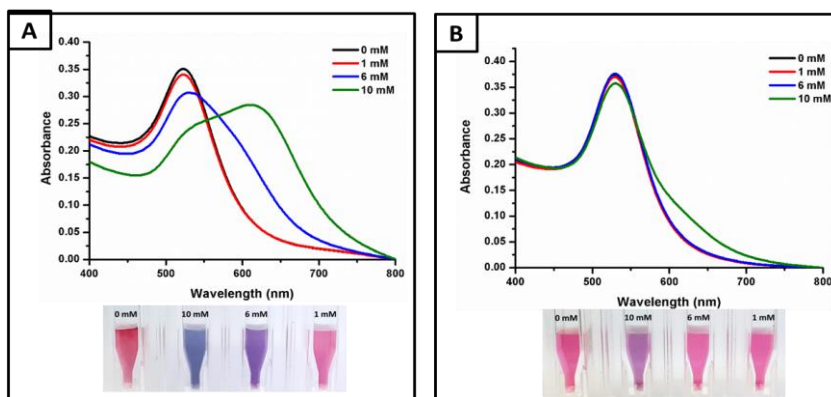 A
0.40
0.35
0.30
0.25
0.20
0.15
0.10
0.05
0.00
Absorbance
0 mM
1 mM
6 mM
10 mM
400 500 600 700 800
Wavelength (nm)
0 mM 10 mM 6 mM 1 mM
B
0.40
0.35
0.30
0.25
0.20
0.15
0.10
0.05
0.00
Absorbance
0 mM
1 mM
6 mM
10 mM
400 500 600 700 800
Wavelength (nm)
0 mM 10 mM 6 mM 1 mM